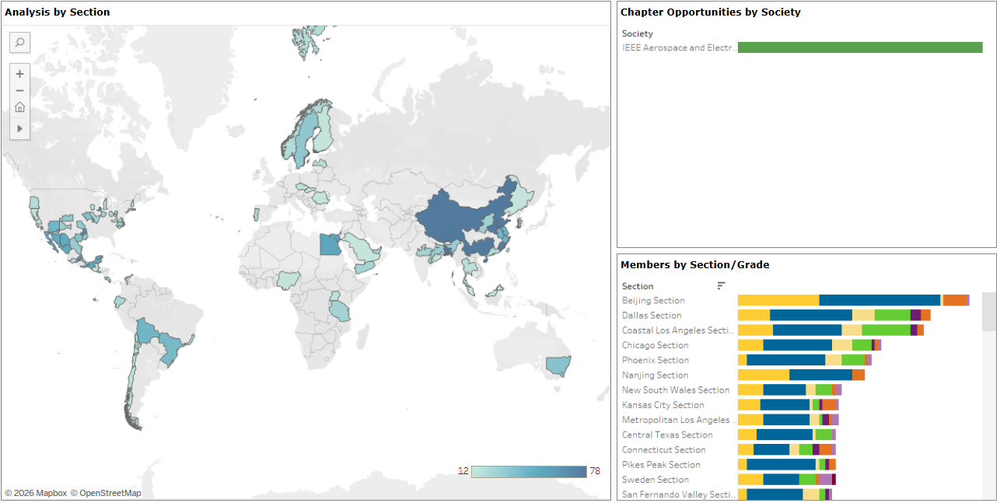 Analysis by Section
12
78
© 2026 Mapbox © OpenStreetMap
Chapter Opportunities by Society
Society
IEEE Aerospace and Electr..
Members by Section/Grade
Section
Beijing Section
Dallas Section
Coastal Los Angeles Secti..
Chicago Section
Phoenix Section
Nanjing Section
New South Wales Section
Kansas City Section
Metropolitan Los Angeles ..
Central Texas Section
Connecticut Section
Pikes Peak Section
Sweden Section
San Fernando Valley Secti..